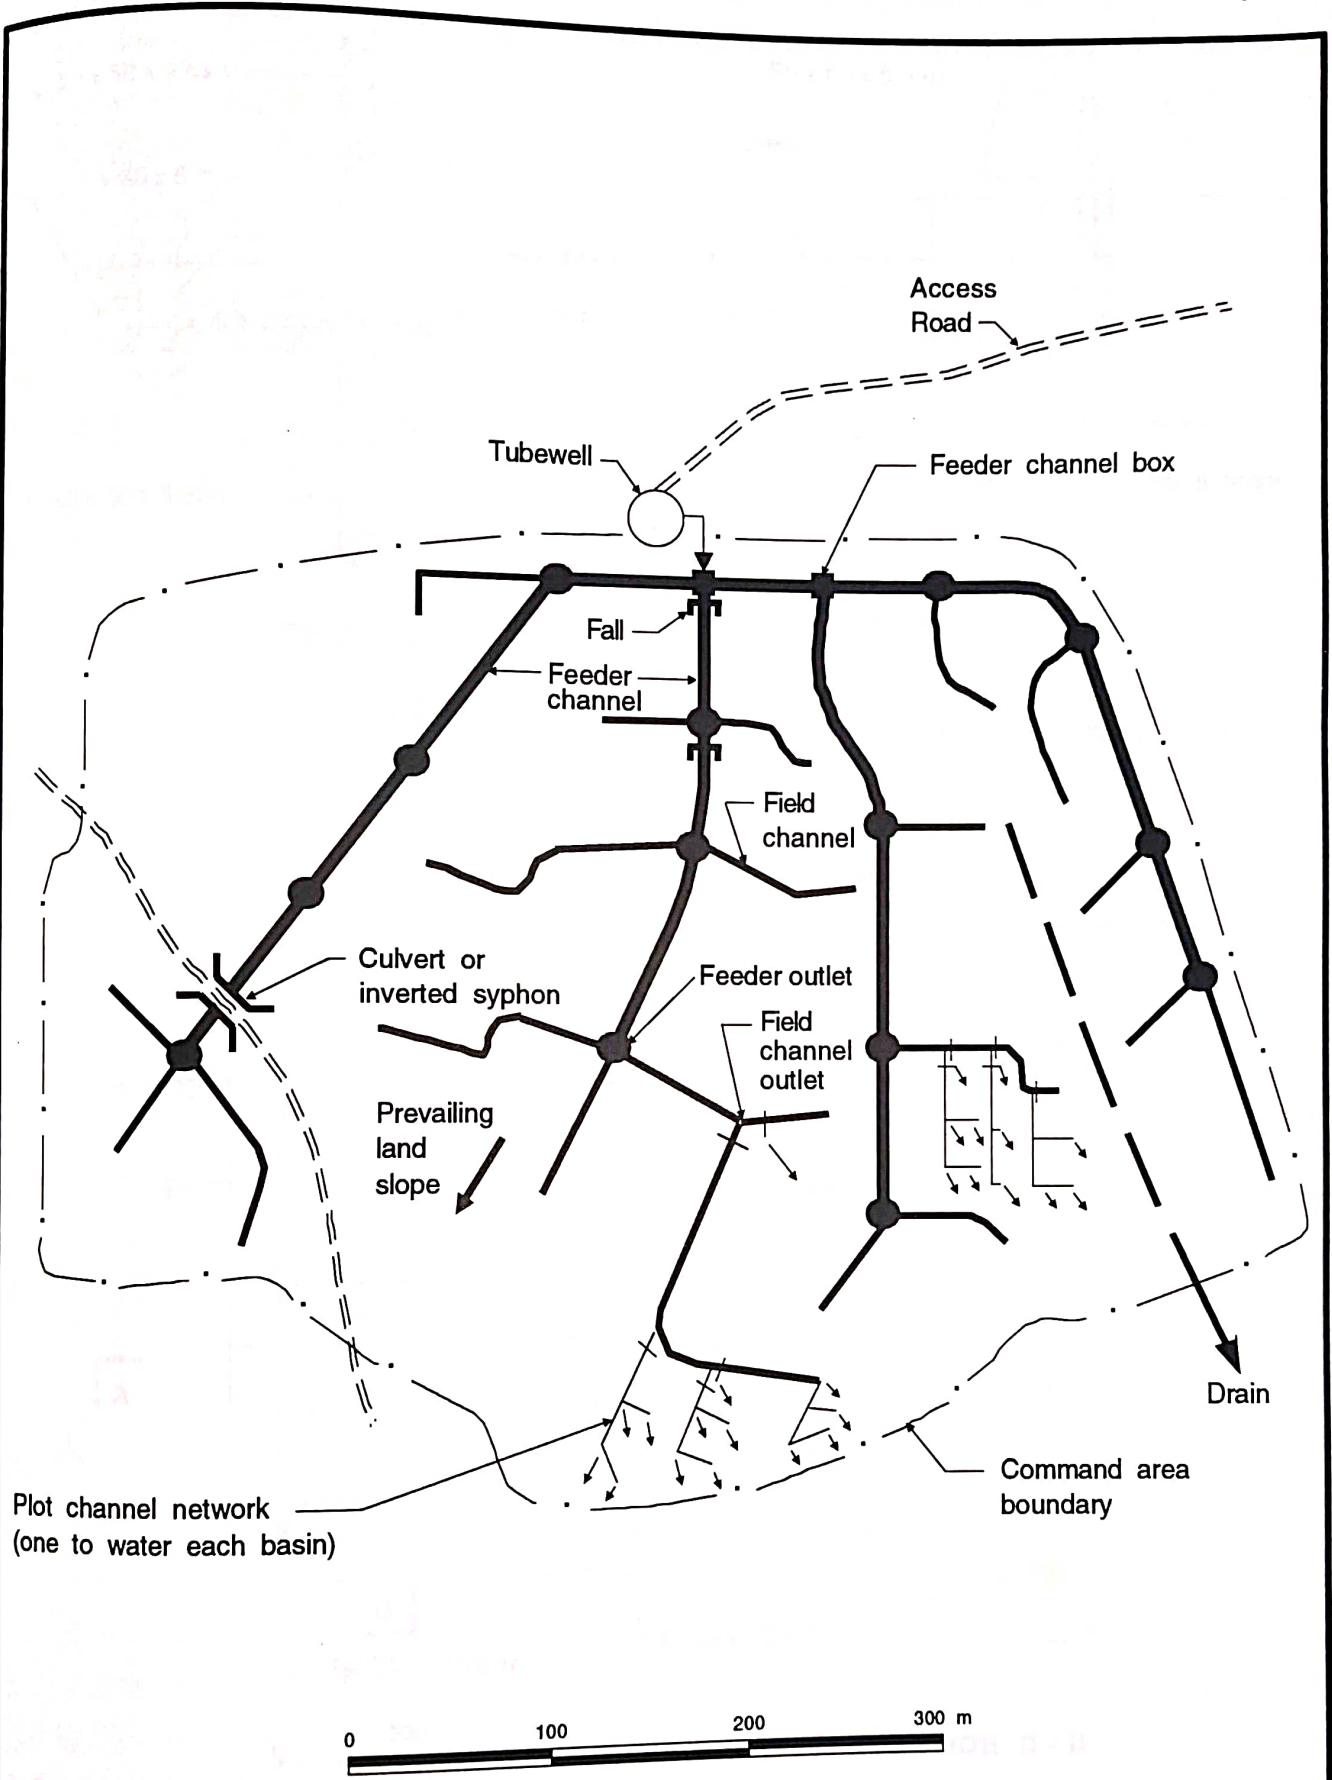 Access
Road
Tubewell
Feeder channel box
Fall
Feeder
channel
Field
channel
Culvert or
inverted syphon
Feeder outlet
Field
channel
outlet
Prevailing
land
slope
Drain
Command area
boundary
Plot channel network
(one to water each basin)
0 100 200 300 m